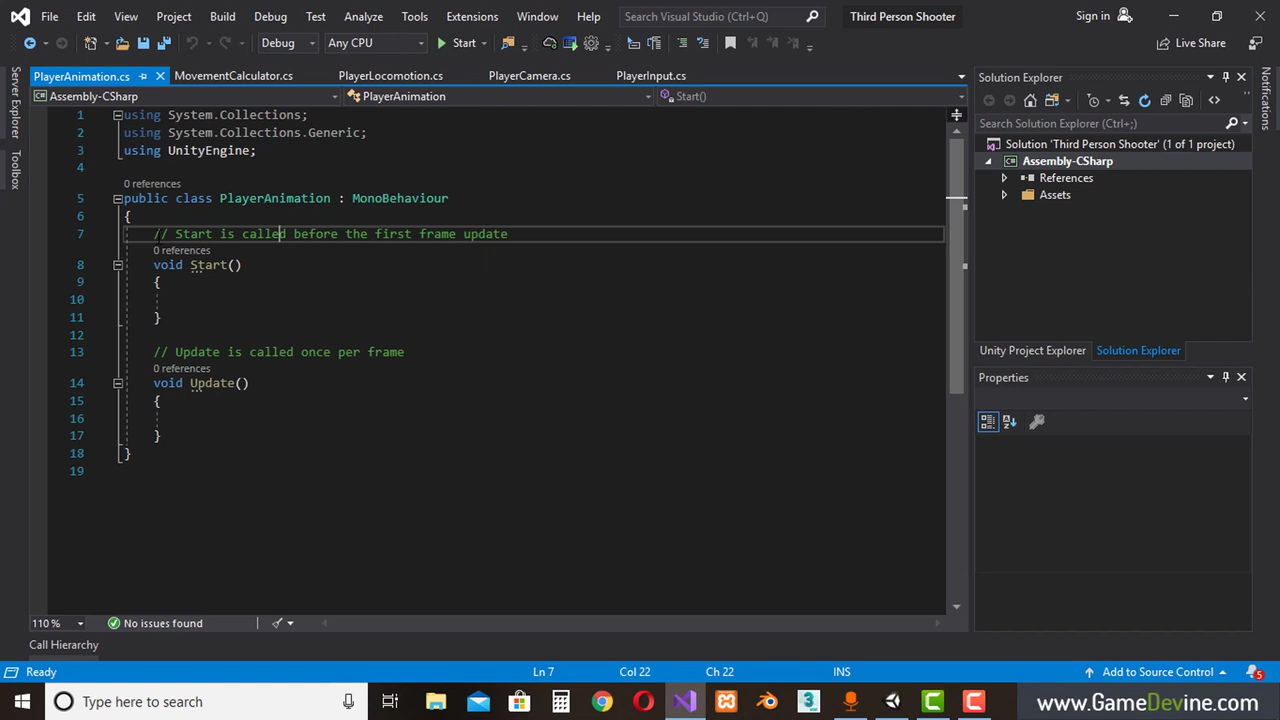 File Edit View Project Build Debug Test Analyze Tools Extensions Window Help Search Visual Studio (Ctrl+Q) Third Person Shooter Sign in
Debug Any CPU Start Live Share
PlayerAnimation.cs MovementCalculator.cs PlayerLocomotion.cs PlayerCamera.cs PlayerInput.cs
Assembly-CSharp PlayerAnimation Start()
Server Explorer
Toolbox
1 using System.Collections;
2 using System.Collections.Generic;
3 using UnityEngine;
4
0 references
5 public class PlayerAnimation : MonoBehaviour
6 {
7 // Start is called before the first frame update
0 references
8 void Start()
9 {
10
11 }
12
13 // Update is called once per frame
0 references
14 void Update()
15 {
16
17 }
18 }
19
110 % No issues found
Call Hierarchy
Solution Explorer
Search Solution Explorer (Ctrl+;)
Solution 'Third Person Shooter' (1 of 1 project)
Assembly-CSharp
References
Assets
Unity Project Explorer Solution Explorer
Properties
Notifications
Ready Ln 7 Col 22 Ch 22 INS Add to Source Control 5
Type here to search
www.GameDevine.com